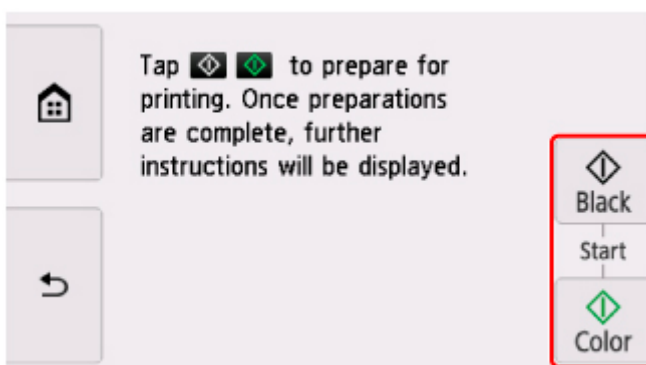 Tap to prepare for
printing. Once preparations
are complete, further
instructions will be displayed.
Black
Start
Color